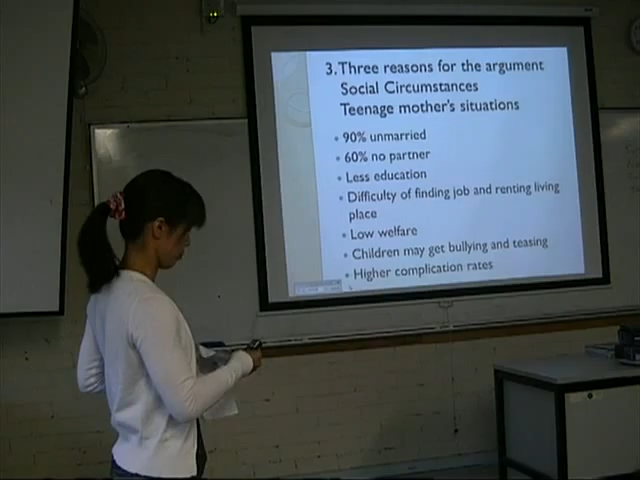 3. Three reasons for the argument
Social Circumstances
Teenage mother's situations
• 90% unmarried
• 60% no partner
• Less education
• Difficulty of finding job and renting living
place
• Low welfare
• Children may get bullying and teasing
• Higher complication rates